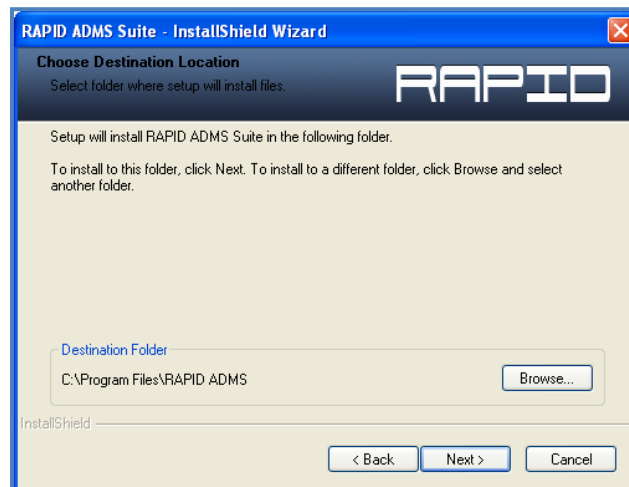 RAPID ADMS Suite - InstallShield Wizard
Choose Destination Location
Select folder where setup will install files.
RAPID
Setup will install RAPID ADMS Suite in the following folder.
To install to this folder, click Next. To install to a different folder, click Browse and select
another folder.
Destination Folder
C:\Program Files\RAPID ADMS
Browse...
InstallShield
< Back
Next >
Cancel